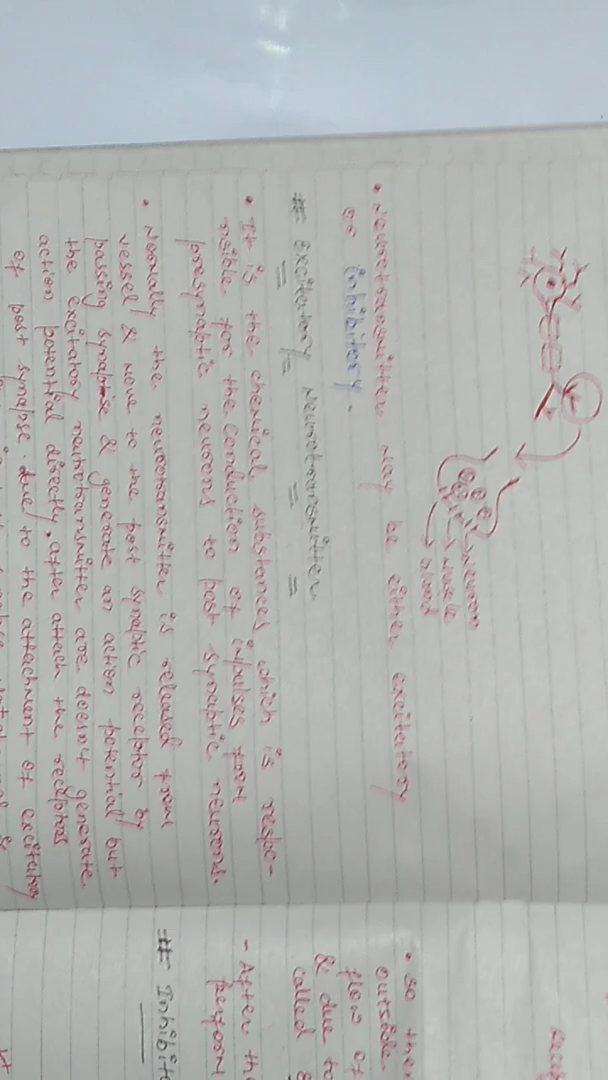 → neuron
→ muscle
→ gland
• Neurotransmitter may be either excitatory
or inhibitory.
# Excitatory Neurotransmitter
• It is the chemical substances which is respo-
nsible for the conduction of impulses from
presynaptic neurons to post synaptic neurons.
• Normally the neurotransmitter is released from
vessel & move to the post synaptic receptor by
passing synapse & generate an action potential but
the excitatory neurotransmitter are doesn't generate
action potential directly, after attach the receptors
of post synapse. due to the attachment of excitatory
• So then
outside.
flow of
& due to
called
- After the
perform
# Inhibit